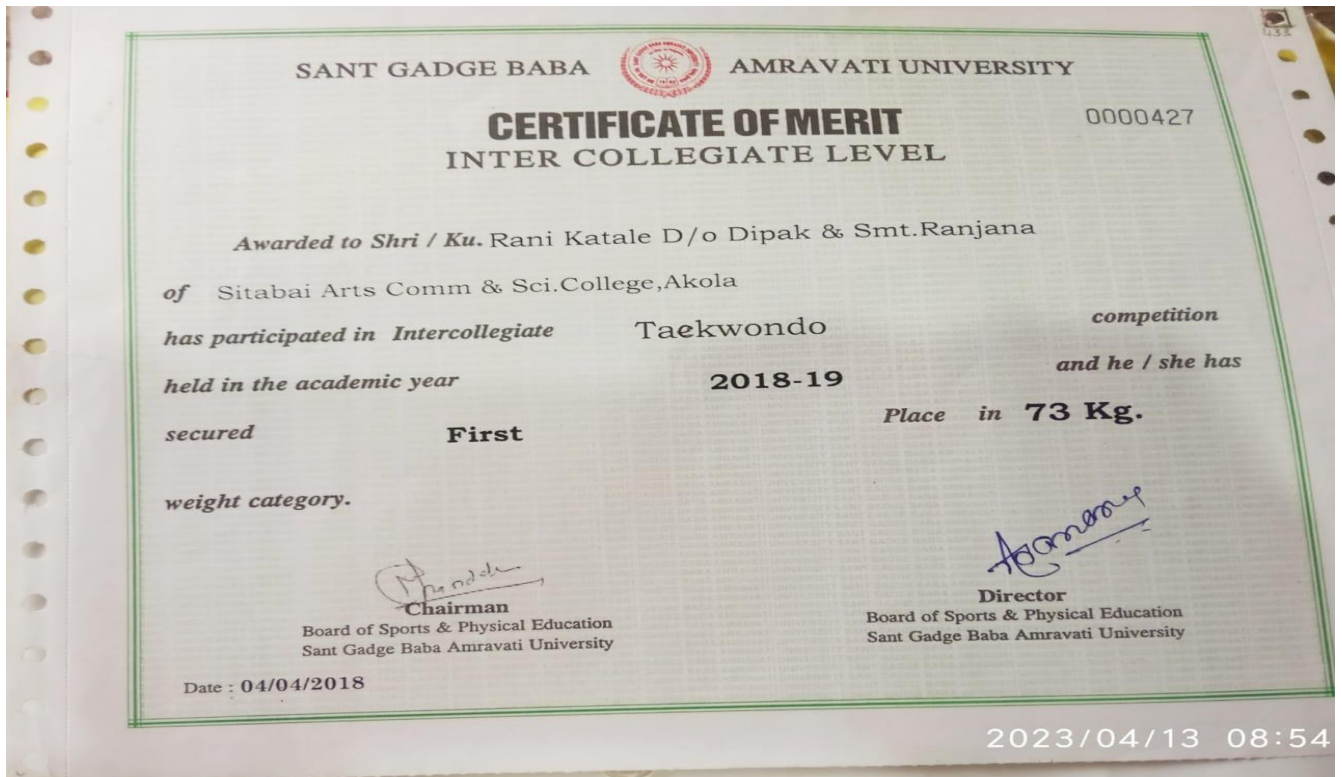 SANT GADGE BABA AMRAVATI UNIVERSITY
CERTIFICATE OF MERIT
0000427
INTER COLLEGIATE LEVEL
Awarded to Shri / Ku. Rani Katale D/o Dipak & Smt.Ranjana
of Sitabai Arts Comm & Sci.College,Akola
has participated in Intercollegiate Taekwondo competition
held in the academic year 2018-19 and he / she has
secured First Place in 73 Kg.
weight category.
Chairman
Board of Sports & Physical Education
Sant Gadge Baba Amravati University
Director
Board of Sports & Physical Education
Sant Gadge Baba Amravati University
Date : 04/04/2018
2023/04/13 08:54